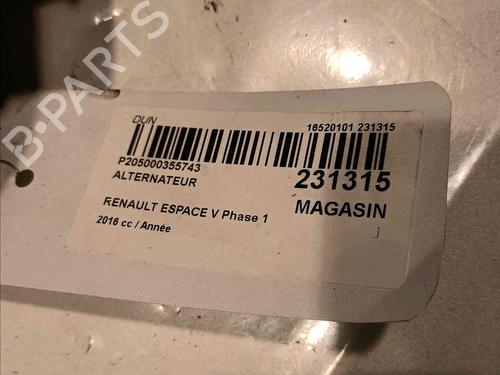 B-PARTS
DUN
16520101 231315
P205000355743
231315
ALTERNATEUR
MAGASIN
RENAULT ESPACE V Phase 1
2016 cc / Année